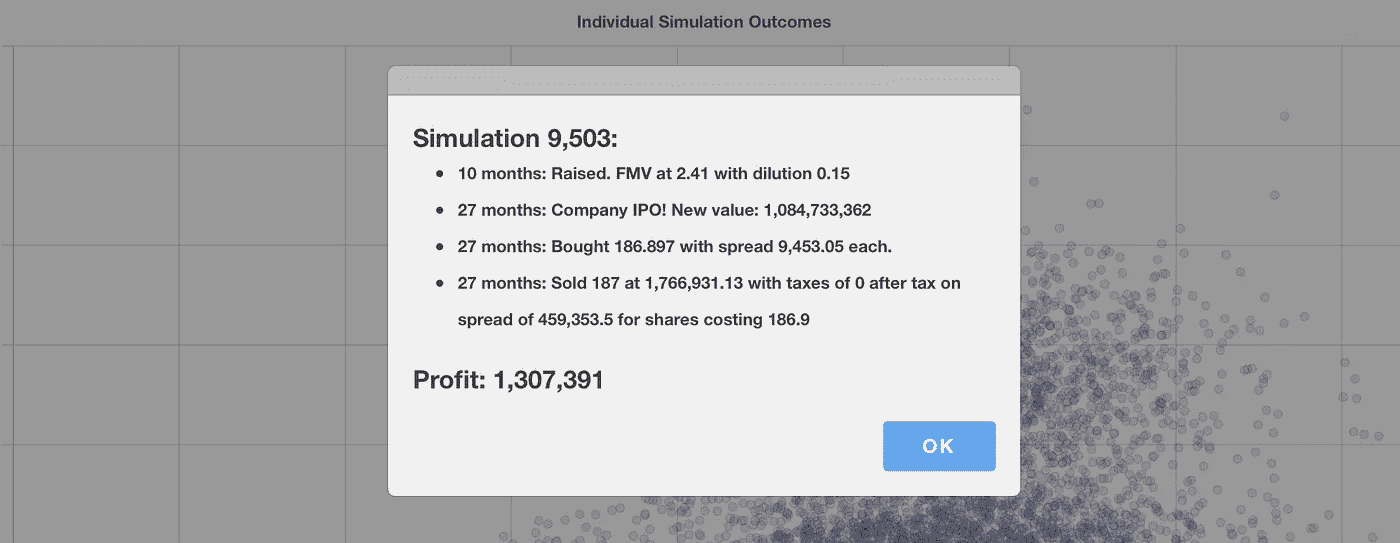 Individual Simulation Outcomes
Simulation 9,503:
10 months: Raised. FMV at 2.41 with dilution 0.15
27 months: Company IPO! New value: 1,084,733,362
27 months: Bought 186.897 with spread 9,453.05 each.
27 months: Sold 187 at 1,766,931.13 with taxes of 0 after tax on
spread of 459,353.5 for shares costing 186.9
Profit: 1,307,391
OK